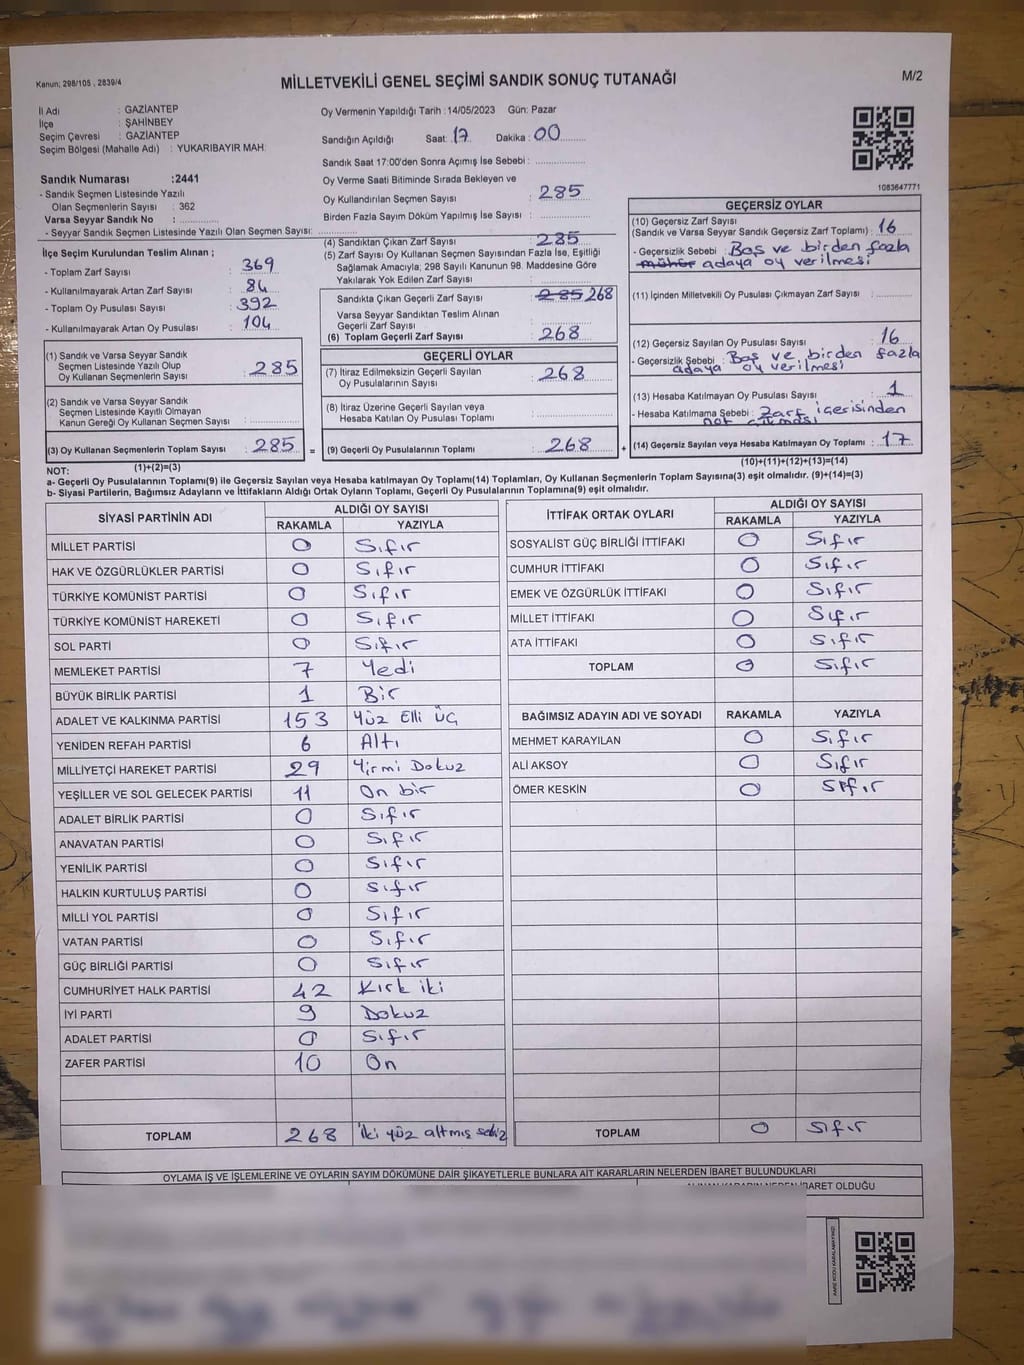 Kanun; 298/105 , 2839/4
MİLLETVEKİLİ GENEL SEÇİMİ SANDIK SONUÇ TUTANAĞI
M/2
İl Adı : GAZİANTEP
İlçe : ŞAHİNBEY
Seçim Çevresi : GAZİANTEP
Seçim Bölgesi (Mahalle Adı) : YUKARIBAYIR MAH
Oy Vermenin Yapıldığı Tarih : 14/05/2023 Gün: Pazar
Sandığın Açıldığı Saat: 17 Dakika : 00
Sandık Saat 17:00'den Sonra Açımış İse Sebebi :
Sandık Numarası :2441
- Sandık Seçmen Listesinde Yazılı
Olan Seçmenlerin Sayısı : 362
Varsa Seyyar Sandık No :
- Seyyar Sandık Seçmen Listesinde Yazılı Olan Seçmen Sayısı:
Oy Verme Saati Bitiminde Sırada Bekleyen ve
Oy Kullandırılan Seçmen Sayısı : 285
Birden Fazla Sayım Döküm Yapılmış İse Sayısı :
1083647771
İlçe Seçim Kurulundan Teslim Alınan ;
- Toplam Zarf Sayısı : 369
- Kullanılmayarak Artan Zarf Sayısı : 84
- Toplam Oy Pusulası Sayısı : 392
- Kullanılmayarak Artan Oy Pusulası : 104
(4) Sandıktan Çıkan Zarf Sayısı : 285
(5) Zarf Sayısı Oy Kullanan Seçmen Sayısından Fazla İse, Eşitliği
Sağlamak Amacıyla, 298 Sayılı Kanunun 98. Maddesine Göre
Yakılarak Yok Edilen Zarf Sayısı :
Sandıkta Çıkan Geçerli Zarf Sayısı : 285 268
Varsa Seyyar Sandıktan Teslim Alınan
Geçerli Zarf Sayısı :
(6) Toplam Geçerli Zarf Sayısı : 268
GEÇERSİZ OYLAR
(10) Geçersiz Zarf Sayısı
(Sandık ve Varsa Seyyar Sandık Geçersiz Zarf Toplamı) : 16
- Geçersizlik Sebebi : Boş ve birden fazla
mühür adaya oy verilmesi
(11) İçinden Milletvekili Oy Pusulası Çıkmayan Zarf Sayısı :
(12) Geçersiz Sayılan Oy Pusulası Sayısı : 16
- Geçersizlik Sebebi : Boş ve birden fazla
adaya oy verilmesi
(13) Hesaba Katılmayan Oy Pusulası Sayısı : 1
- Hesaba Katılmama Sebebi : Zarf içerisinden
(14) Geçersiz Sayılan veya Hesaba Katılmayan Oy Toplamı : 17
(1) Sandık ve Varsa Seyyar Sandık
Seçmen Listesinde Yazılı Olup
Oy Kullanan Seçmenlerin Sayısı : 285
(2) Sandık ve Varsa Seyyar Sandık
Seçmen Listesinde Kayıtlı Olmayan
Kanun Gereği Oy Kullanan Seçmen Sayısı :
(3) Oy Kullanan Seçmenlerin Toplam Sayısı : 285 =
GEÇERLİ OYLAR
(7) İtiraz Edilmeksizin Geçerli Sayılan
Oy Pusulalarının Sayısı : 268
(8) İtiraz Üzerine Geçerli Sayılan veya
Hesaba Katılan Oy Pusulası Toplamı :
(9) Geçerli Oy Pusulalarının Toplamı : 268 +
(1)+(2)=(3)
(10)+(11)+(12)+(13)=(14)
NOT:
a- Geçerli Oy Pusulalarının Toplamı(9) ile Geçersiz Sayılan veya Hesaba katılmayan Oy Toplamı(14) Toplamları, Oy Kullanan Seçmenlerin Toplam Sayısına(3) eşit olmalıdır. (9)+(14)=(3)
b- Siyasi Partilerin, Bağımsız Adayların ve İttifakların Aldığı Ortak Oyların Toplamı, Geçerli Oy Pusulalarının Toplamına(9) eşit olmalıdır.
SİYASİ PARTİNİN ADI ALDIĞI OY SAYISI
RAKAMLA YAZIYLA
MİLLET PARTİSİ 0 Sıfır
HAK VE ÖZGÜRLÜKLER PARTİSİ 0 Sıfır
TÜRKİYE KOMÜNİST PARTİSİ 0 Sıfır
TÜRKİYE KOMÜNİST HAREKETİ 0 Sıfır
SOL PARTİ 0 Sıfır
MEMLEKET PARTİSİ 7 Yedi
BÜYÜK BİRLİK PARTİSİ 1 Bir
ADALET VE KALKINMA PARTİSİ 153 Yüz Elli Üç
YENİDEN REFAH PARTİSİ 6 Altı
MİLLİYETÇİ HAREKET PARTİSİ 29 Yirmi Dokuz
YEŞİLLER VE SOL GELECEK PARTİSİ 11 On bir
ADALET BİRLİK PARTİSİ 0 Sıfır
ANAVATAN PARTİSİ 0 Sıfır
YENİLİK PARTİSİ 0 Sıfır
HALKIN KURTULUŞ PARTİSİ 0 Sıfır
MİLLİ YOL PARTİSİ 0 Sıfır
VATAN PARTİSİ 0 Sıfır
GÜÇ BİRLİĞİ PARTİSİ 0 Sıfır
CUMHURİYET HALK PARTİSİ 42 Kırk iki
İYİ PARTİ 9 Dokuz
ADALET PARTİSİ 0 Sıfır
ZAFER PARTİSİ 10 On
TOPLAM 268 İki yüz altmış sekiz
İTTİFAK ORTAK OYLARI ALDIĞI OY SAYISI
RAKAMLA YAZIYLA
SOSYALİST GÜÇ BİRLİĞİ İTTİFAKI 0 Sıfır
CUMHUR İTTİFAKI 0 Sıfır
EMEK VE ÖZGÜRLÜK İTTİFAKI 0 Sıfır
MİLLET İTTİFAKI 0 Sıfır
ATA İTTİFAKI 0 Sıfır
TOPLAM 0 Sıfır
BAĞIMSIZ ADAYIN ADI VE SOYADI RAKAMLA YAZIYLA
MEHMET KARAYILAN 0 Sıfır
ALİ AKSOY 0 Sıfır
ÖMER KESKİN 0 Sıfır
TOPLAM 0 Sıfır
OYLAMA İŞ VE İŞLEMLERİNE VE OYLARIN SAYIM DÖKÜMÜNE DAİR ŞİKAYETLERLE BUNLARA AİT KARARLARIN NELERDEN İBARET BULUNDUKLARI
ALINAN KARARIN NEDEN İBARET OLDUĞU